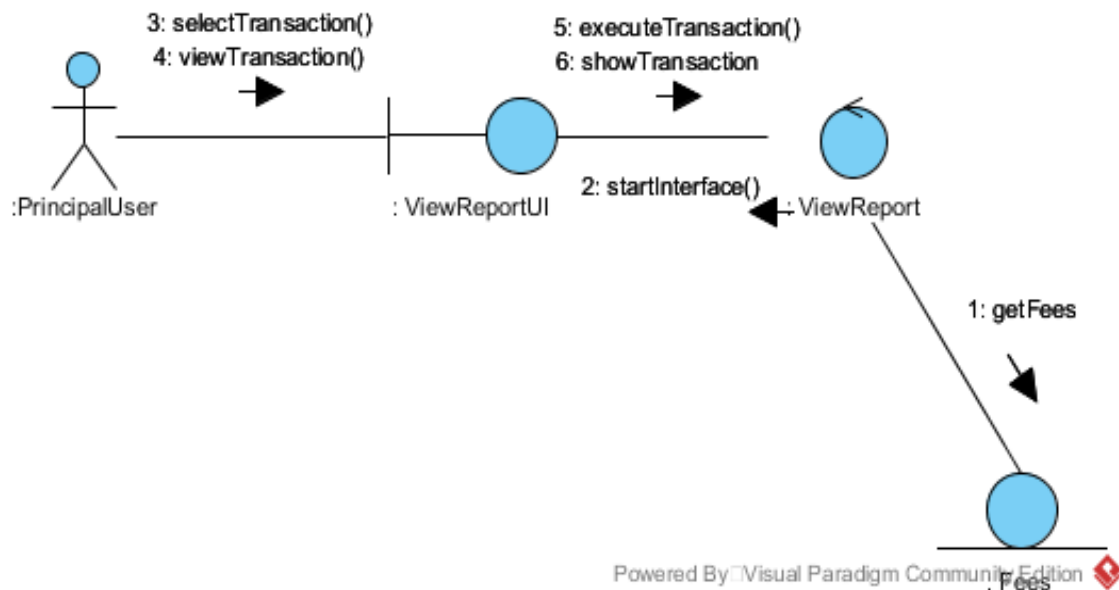 3: selectTransaction()
4: viewTransaction()
5: executeTransaction()
6: showTransaction
2: startInterface()
:PrincipalUser
: ViewReportUI
: ViewReport
1: getFees
Powered By Visual Paradigm Community Edition
: Fees